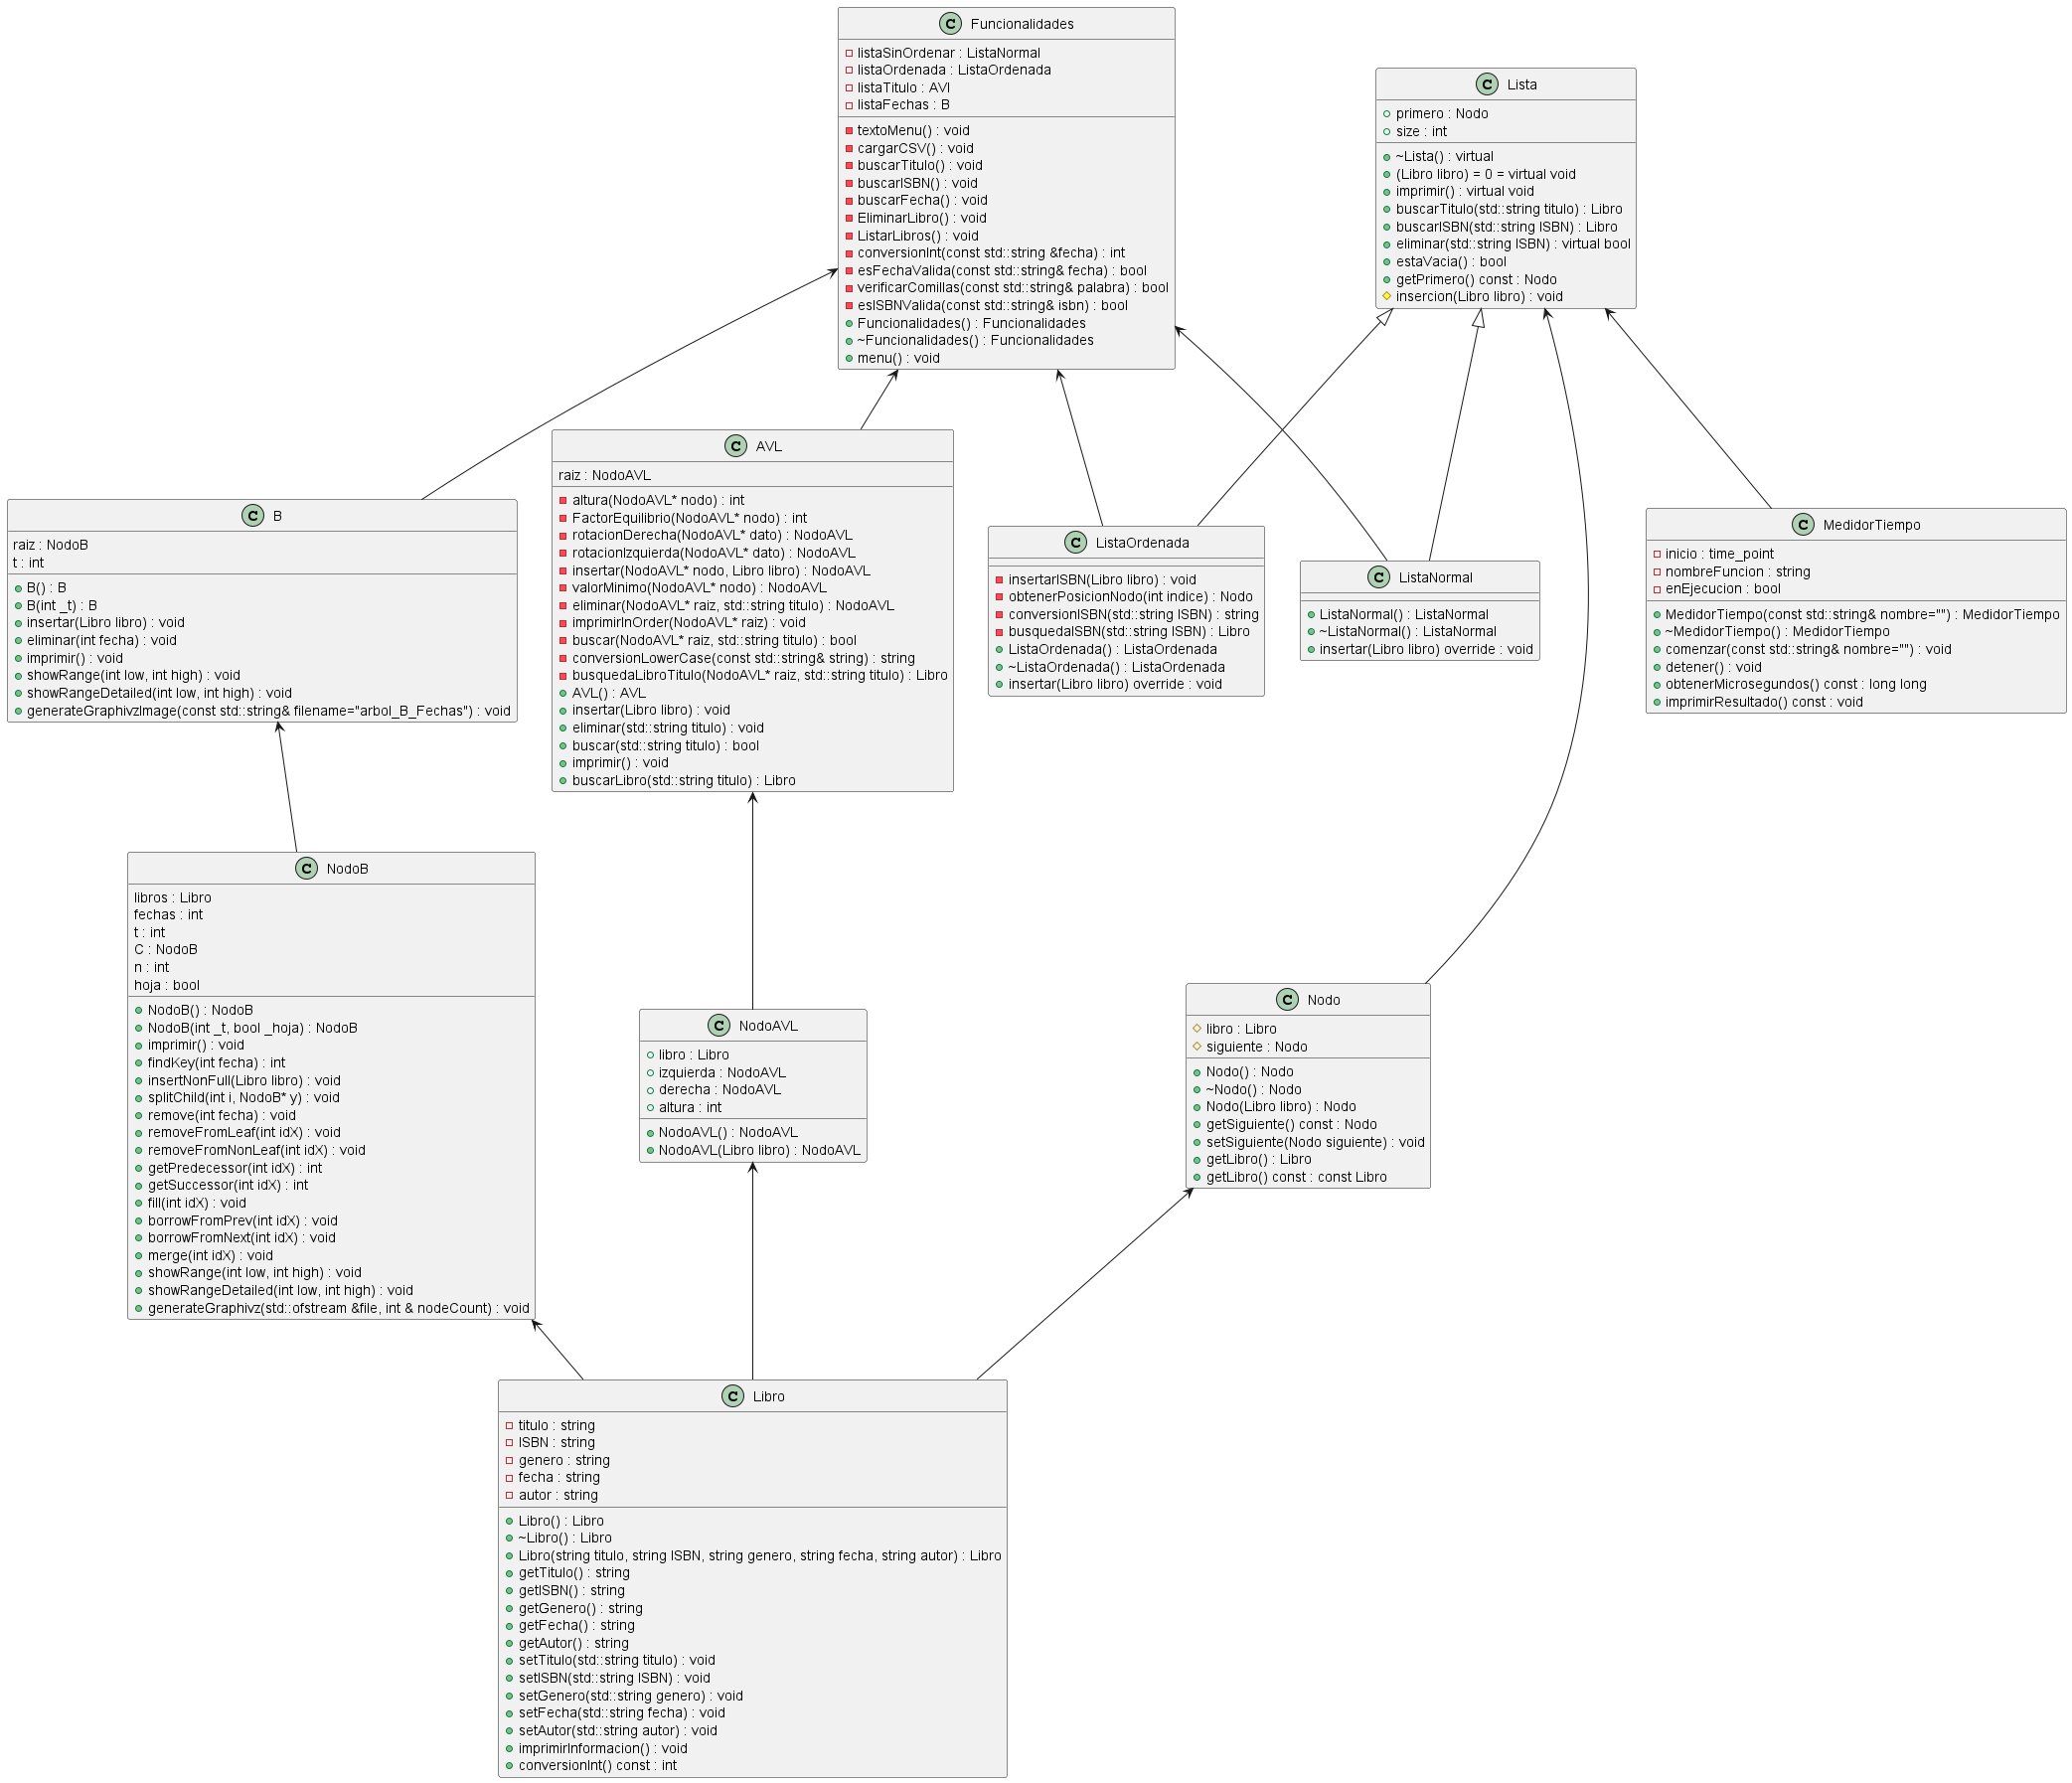 C Funcionalidades
listaSinOrdenar : ListaNormal
listaOrdenada : ListaOrdenada
listaTitulo : AVl
listaFechas : B
textoMenu() : void
cargarCSV() : void
buscarTitulo() : void
buscarISBN() : void
buscarFecha() : void
EliminarLibro() : void
ListarLibros() : void
conversionInt(const std::string &fecha) : int
esFechaValida(const std::string& fecha) : bool
verificarComillas(const std::string& palabra) : bool
esISBNValida(const std::string& isbn) : bool
Funcionalidades() : Funcionalidades
~Funcionalidades() : Funcionalidades
menu() : void
C Lista
primero : Nodo
size : int
~Lista() : virtual
(Libro libro) = 0 = virtual void
imprimir() : virtual void
buscarTitulo(std::string titulo) : Libro
buscarISBN(std::string ISBN) : Libro
eliminar(std::string ISBN) : virtual bool
estaVacia() : bool
getPrimero() const : Nodo
insercion(Libro libro) : void
C B
raiz : NodoB
t : int
B() : B
B(int _t) : B
insertar(Libro libro) : void
eliminar(int fecha) : void
imprimir() : void
showRange(int low, int high) : void
showRangeDetailed(int low, int high) : void
generateGraphivzImage(const std::string& filename="arbol_B_Fechas") : void
C AVL
raiz : NodoAVL
altura(NodoAVL* nodo) : int
FactorEquilibrio(NodoAVL* nodo) : int
rotacionDerecha(NodoAVL* dato) : NodoAVL
rotacionIzquierda(NodoAVL* dato) : NodoAVL
insertar(NodoAVL* nodo, Libro libro) : NodoAVL
valorMinimo(NodoAVL* nodo) : NodoAVL
eliminar(NodoAVL* raiz, std::string titulo) : NodoAVL
imprimirInOrder(NodoAVL* raiz) : void
buscar(NodoAVL* raiz, std::string titulo) : bool
conversionLowerCase(const std::string& string) : string
busquedaLibroTitulo(NodoAVL* raiz, std::string titulo) : Libro
AVL() : AVL
insertar(Libro libro) : void
eliminar(std::string titulo) : void
buscar(std::string titulo) : bool
imprimir() : void
buscarLibro(std::string titulo) : Libro
C ListaOrdenada
insertarISBN(Libro libro) : void
obtenerPosicionNodo(int indice) : Nodo
conversionISBN(std::string ISBN) : string
busquedaISBN(std::string ISBN) : Libro
ListaOrdenada() : ListaOrdenada
~ListaOrdenada() : ListaOrdenada
insertar(Libro libro) override : void
C ListaNormal
ListaNormal() : ListaNormal
~ListaNormal() : ListaNormal
insertar(Libro libro) override : void
C MedidorTiempo
inicio : time_point
nombreFuncion : string
enEjecucion : bool
MedidorTiempo(const std::string& nombre="") : MedidorTiempo
~MedidorTiempo() : MedidorTiempo
comenzar(const std::string& nombre="") : void
detener() : void
obtenerMicrosegundos() const : long long
imprimirResultado() const : void
C NodoB
libros : Libro
fechas : int
t : int
C : NodoB
n : int
hoja : bool
NodoB() : NodoB
NodoB(int _t, bool _hoja) : NodoB
imprimir() : void
findKey(int fecha) : int
insertNonFull(Libro libro) : void
splitChild(int i, NodoB* y) : void
remove(int fecha) : void
removeFromLeaf(int idX) : void
removeFromNonLeaf(int idX) : void
getPredecessor(int idX) : int
getSuccessor(int idX) : int
fill(int idX) : void
borrowFromPrev(int idX) : void
borrowFromNext(int idX) : void
merge(int idX) : void
showRange(int low, int high) : void
showRangeDetailed(int low, int high) : void
generateGraphivz(std::ofstream &file, int & nodeCount) : void
C NodoAVL
libro : Libro
izquierda : NodoAVL
derecha : NodoAVL
altura : int
NodoAVL() : NodoAVL
NodoAVL(Libro libro) : NodoAVL
C Nodo
libro : Libro
siguiente : Nodo
Nodo() : Nodo
~Nodo() : Nodo
Nodo(Libro libro) : Nodo
getSiguiente() const : Nodo
setSiguiente(Nodo siguiente) : void
getLibro() : Libro
getLibro() const : const Libro
C Libro
titulo : string
ISBN : string
genero : string
fecha : string
autor : string
Libro() : Libro
~Libro() : Libro
Libro(string titulo, string ISBN, string genero, string fecha, string autor) : Libro
getTitulo() : string
getISBN() : string
getGenero() : string
getFecha() : string
getAutor() : string
setTitulo(std::string titulo) : void
setISBN(std::string ISBN) : void
setGenero(std::string genero) : void
setFecha(std::string fecha) : void
setAutor(std::string autor) : void
imprimirInformacion() : void
conversionInt() const : int